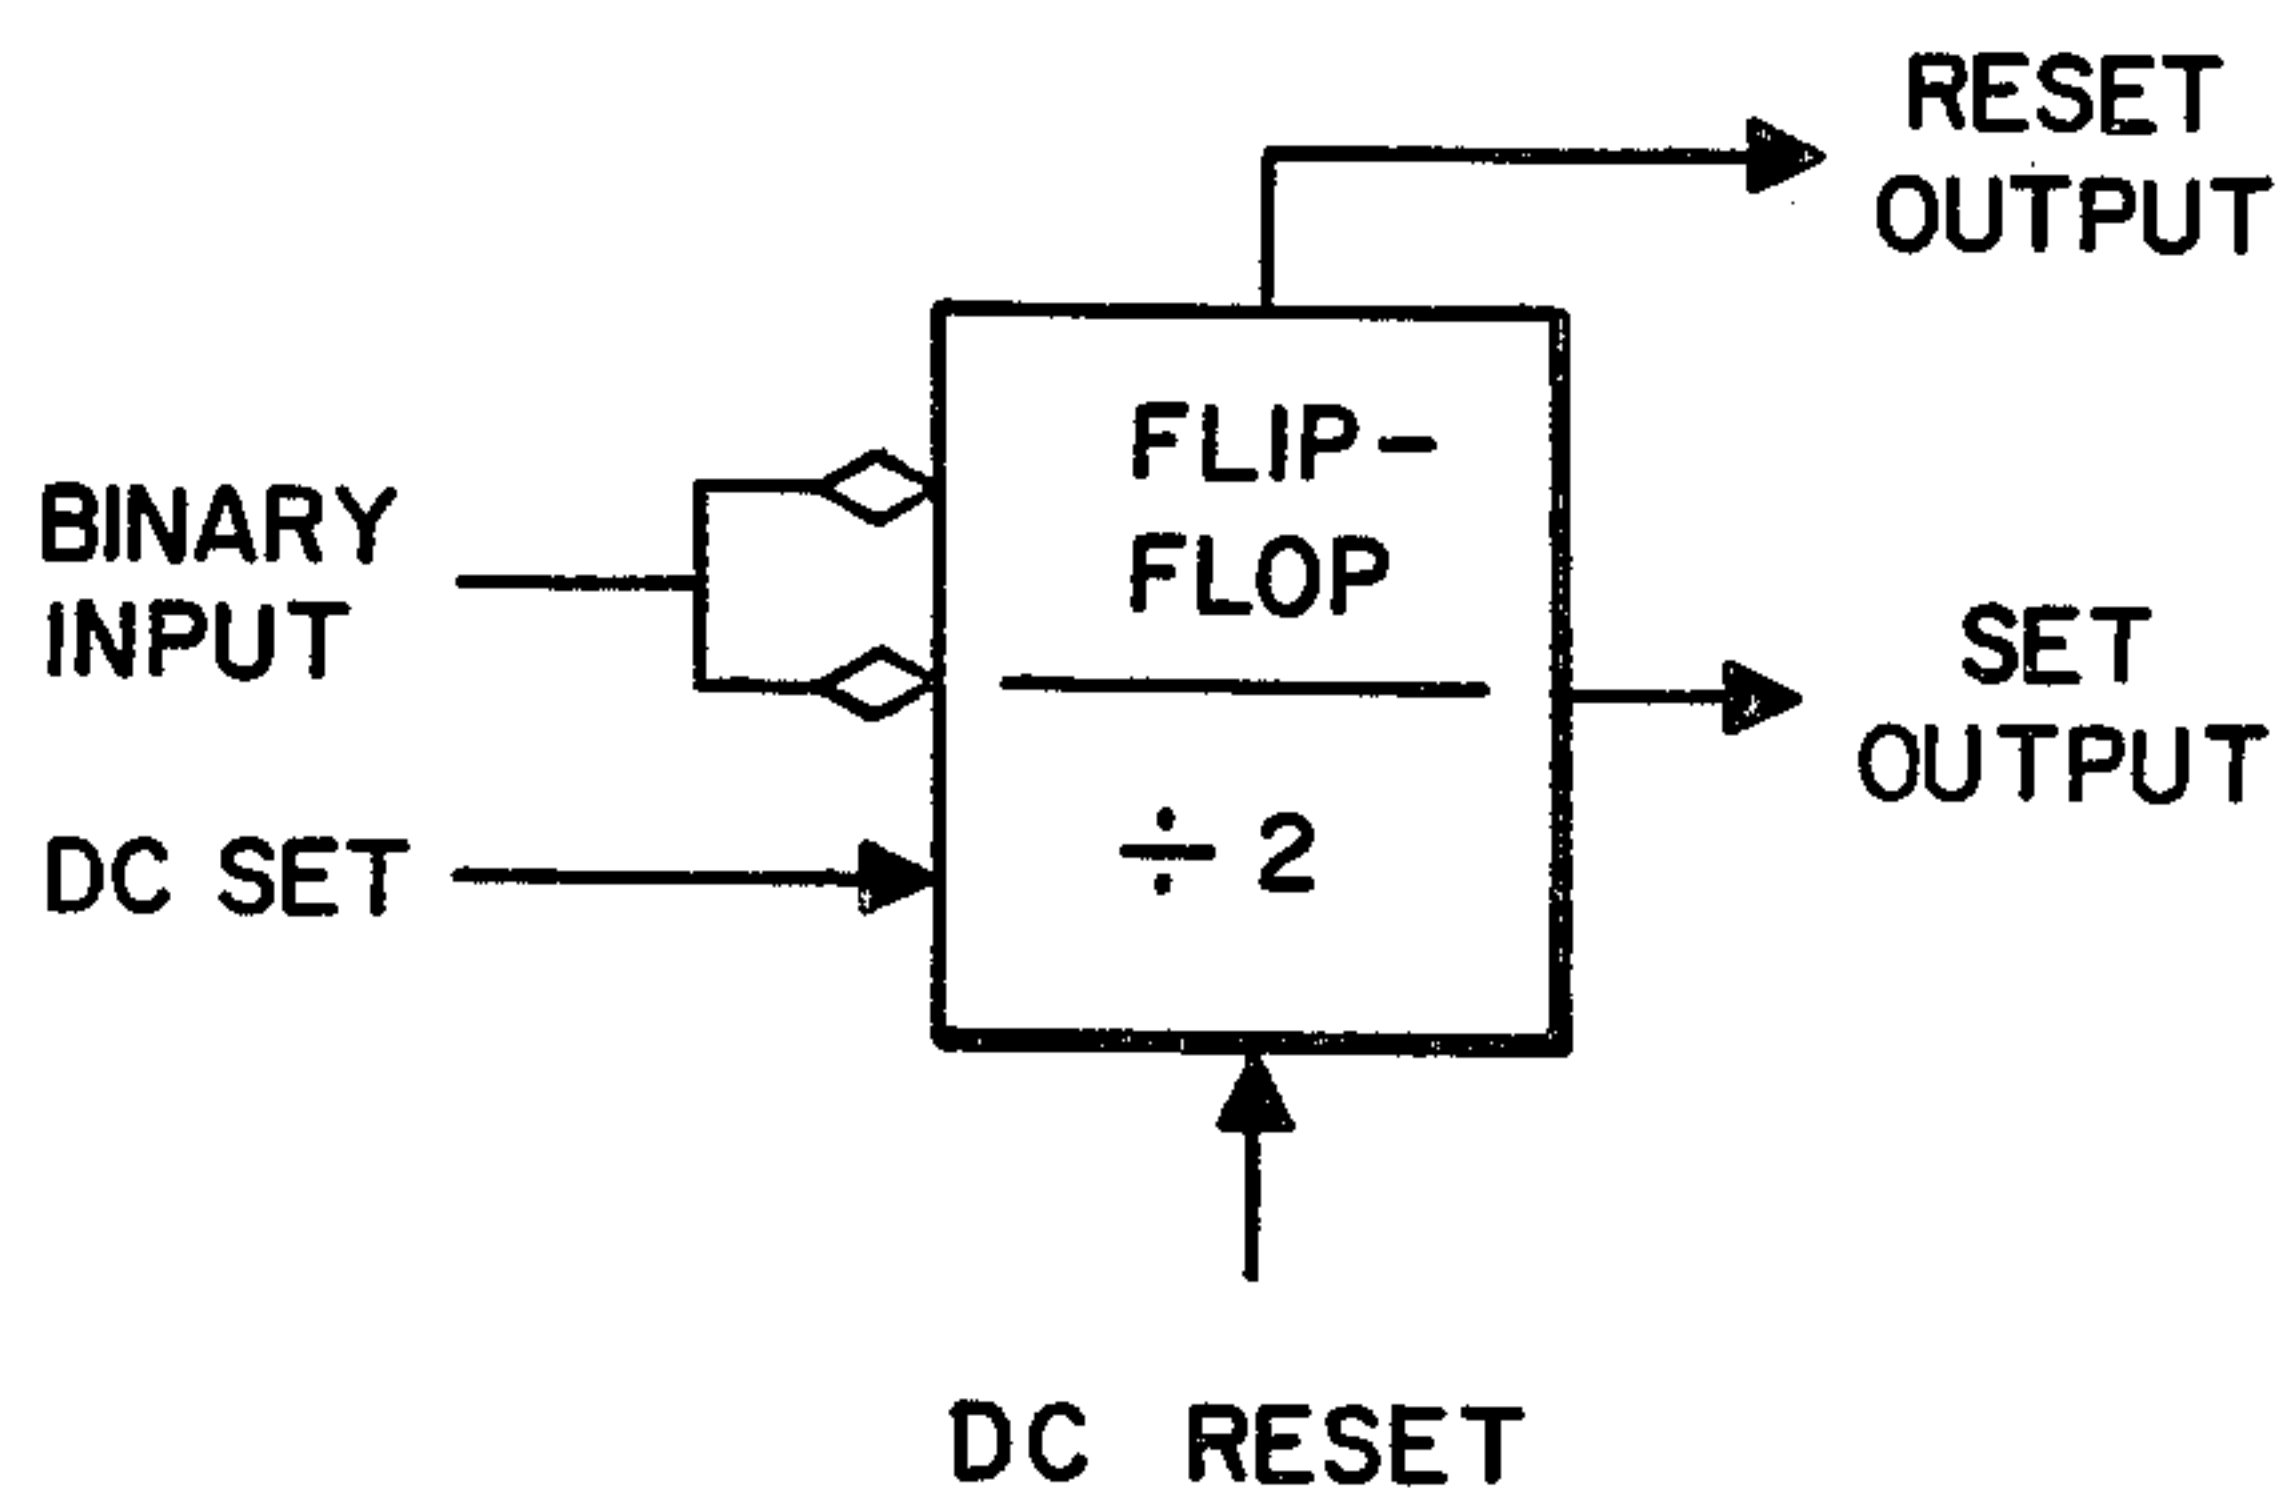 RESET
OUTPUT
FLIP-
FLOP
÷ 2
BINARY
INPUT
SET
OUTPUT
DC SET
DC RESET